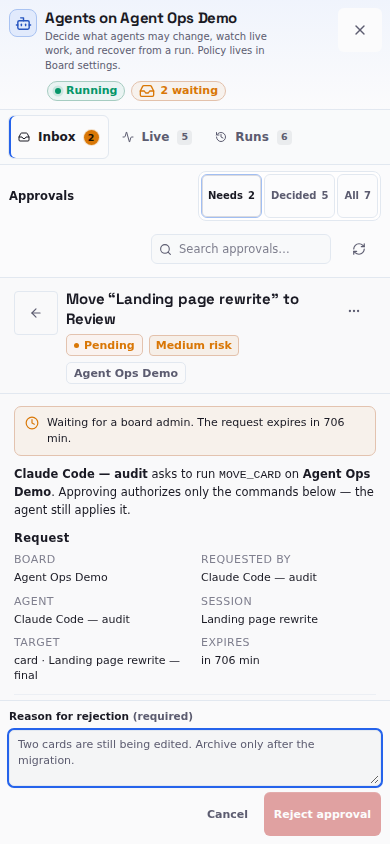 Agents on Agent Ops Demo
Decide what agents may change, watch live
work, and recover from a run. Policy lives in
Board settings.
Running
2 waiting
Inbox 2
Live 5
Runs 6
Approvals
Needs 2
Decided 5
All 7
Search approvals...
Move “Landing page rewrite” to
Review
Pending
Medium risk
Agent Ops Demo
Waiting for a board admin. The request expires in 706
min.
Claude Code — audit asks to run MOVE_CARD on Agent Ops
Demo. Approving authorizes only the commands below — the
agent still applies it.
Request
BOARD
Agent Ops Demo
REQUESTED BY
Claude Code — audit
AGENT
Claude Code — audit
SESSION
Landing page rewrite
TARGET
card · Landing page rewrite —
final
EXPIRES
in 706 min
Reason for rejection (required)
Two cards are still being edited. Archive only after the
migration.
Cancel
Reject approval